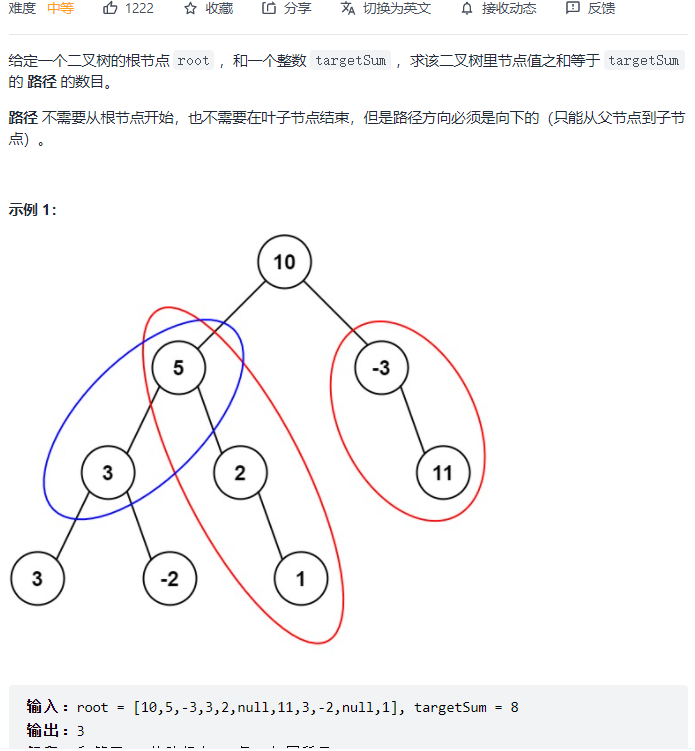 难度 中等 1222 收藏 分享 切换为英文 接收动态 反馈
给定一个二叉树的根节点 root ，和一个整数 targetSum ，求该二叉树里节点值之和等于 targetSum
的 路径 的数目。
路径 不需要从根节点开始，也不需要在叶子节点结束，但是路径方向必须是向下的（只能从父节点到子节
点）。
示例 1：
10
5 -3
3 2 11
3 -2 1
输入：root = [10,5,-3,3,2,null,11,3,-2,null,1], targetSum = 8
输出：3